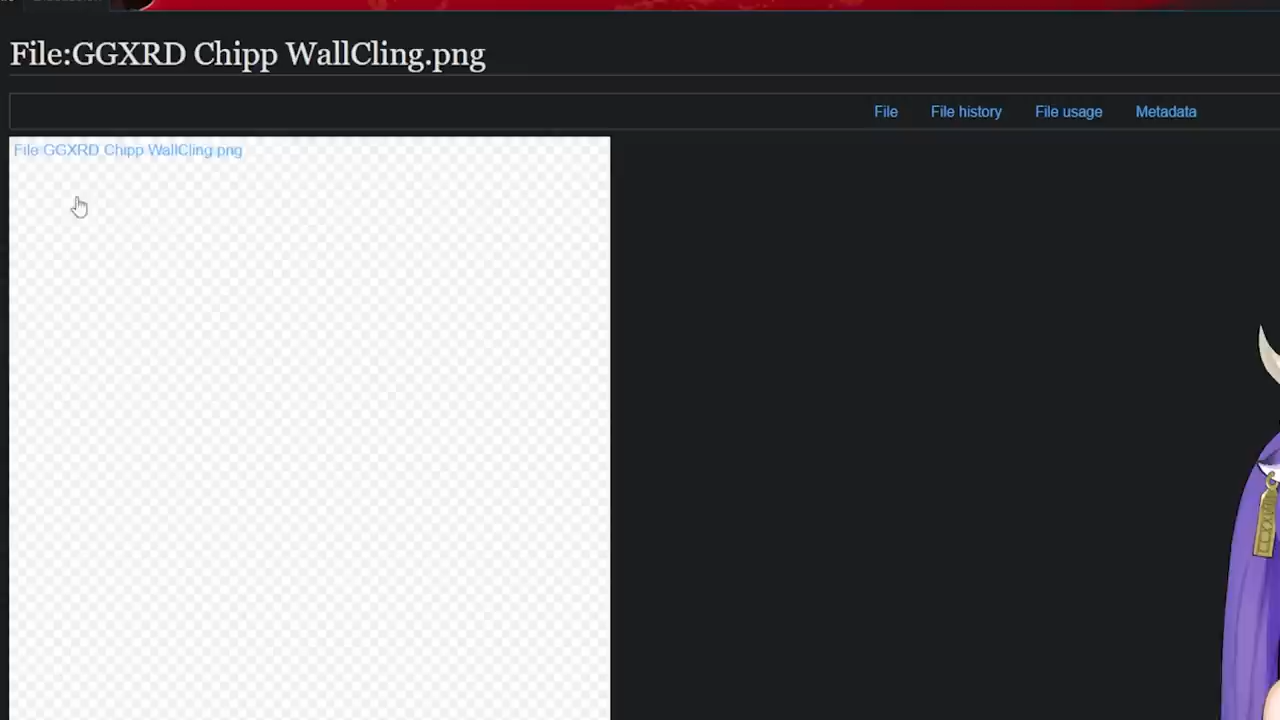 File:GGXRD Chipp WallCling.png
File
File history
File usage
Metadata
File GGXRD Chipp WallCling png